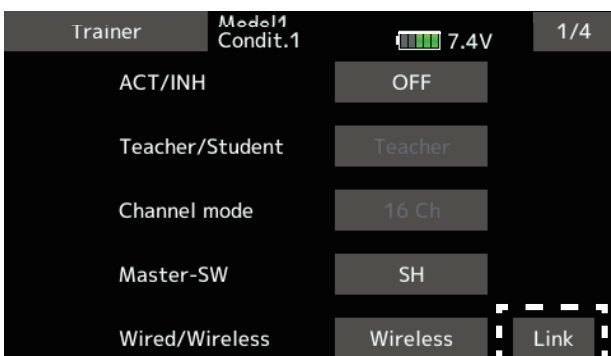 Trainer Model1 1/4
Condit.1 7.4V
ACT/INH OFF
Teacher/Student Teacher
Channel mode 16 Ch
Master-SW SH
Wired/Wireless Wireless Link